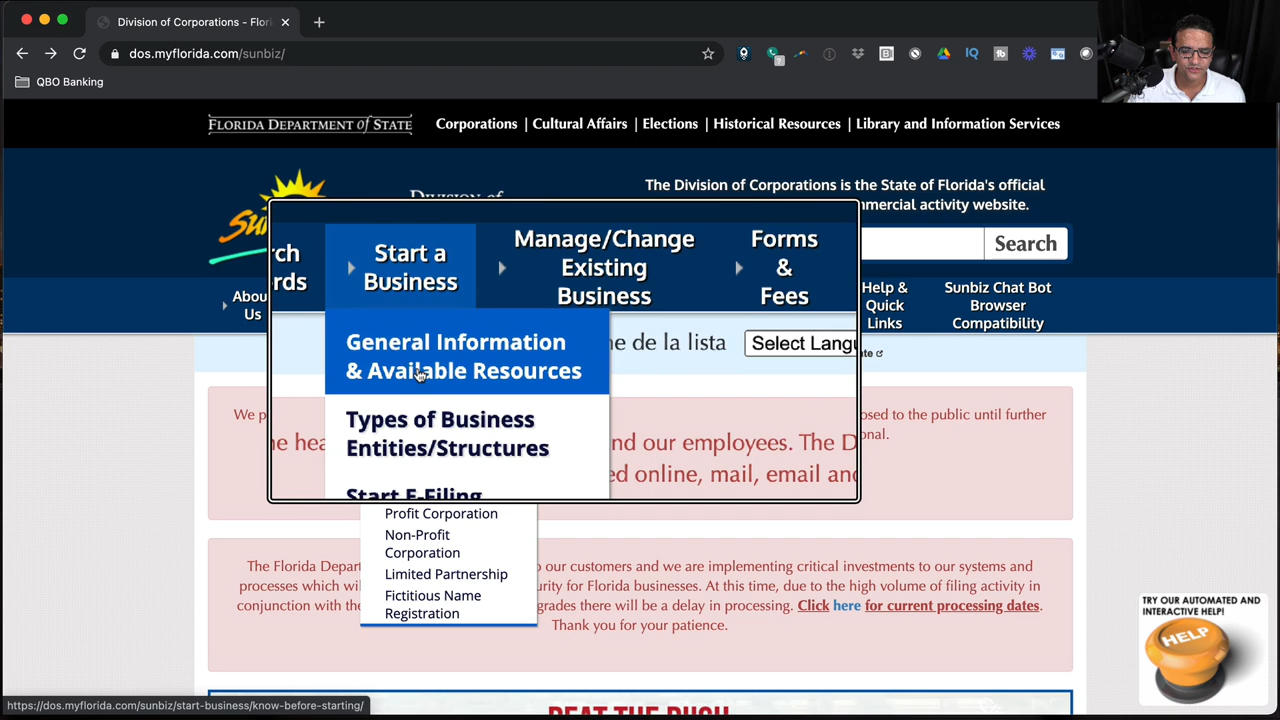 Division of Corporations - Flori
dos.myflorida.com/sunbiz/
QBO Banking
FLORIDA DEPARTMENT of STATE
Corporations | Cultural Affairs | Elections | Historical Resources | Library and Information Services
The Division of Corporations is the State of Florida's official
mmercial activity website.
Search
Abou
Us
rch
rds
Start a
Business
Manage/Change
Existing
Business
Forms
&
Fees
Help &
Quick
Links
Sunbiz Chat Bot
Browser
Compatibility
General Information
& Available Resources
ne de la lista
Select Langu
te
Types of Business
Entities/Structures
Start E-Filing
We p
osed to the public until further
onal.
ne hea
nd our employees. The D
ed online, mail, email and
Profit Corporation
Non-Profit
Corporation
Limited Partnership
Fictitious Name
Registration
The Florida Depar
o our customers and we are implementing critical investments to our systems and
processes which wil
urity for Florida businesses. At this time, due to the high volume of filing activity in
conjunction with the
grades there will be a delay in processing. Click here for current processing dates.
Thank you for your patience.
TRY OUR AUTOMATED AND
INTERACTIVE HELP!
HELP
https://dos.myflorida.com/sunbiz/start-business/know-before-starting/
BEAT THE RUSH